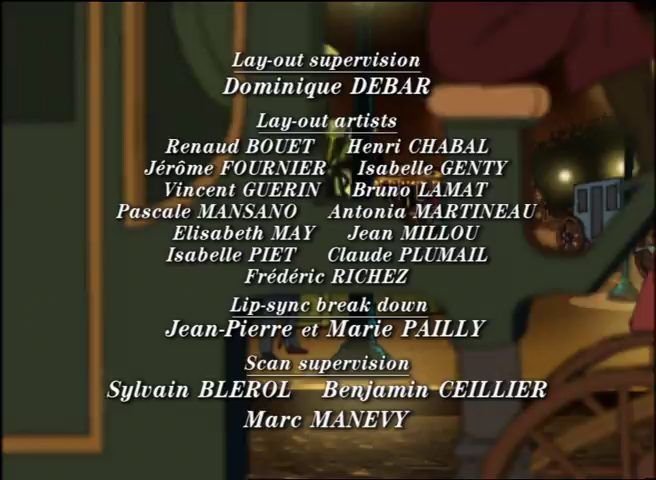 Lay-out supervision
Dominique DEBAR
Lay-out artists
Renaud BOUET Henri CHABAL
Jérôme FOURNIER Isabelle GENTY
Vincent GUERIN Bruno LAMAT
Pascale MANSANO Antonia MARTINEAU
Elisabeth MAY Jean MILLOU
Isabelle PIET Claude PLUMAIL
Frédéric RICHEZ
Lip-sync break down
Jean-Pierre et Marie PAILLY
Scan supervision
Sylvain BLEROL Benjamin CEILLIER
Marc MANEVY